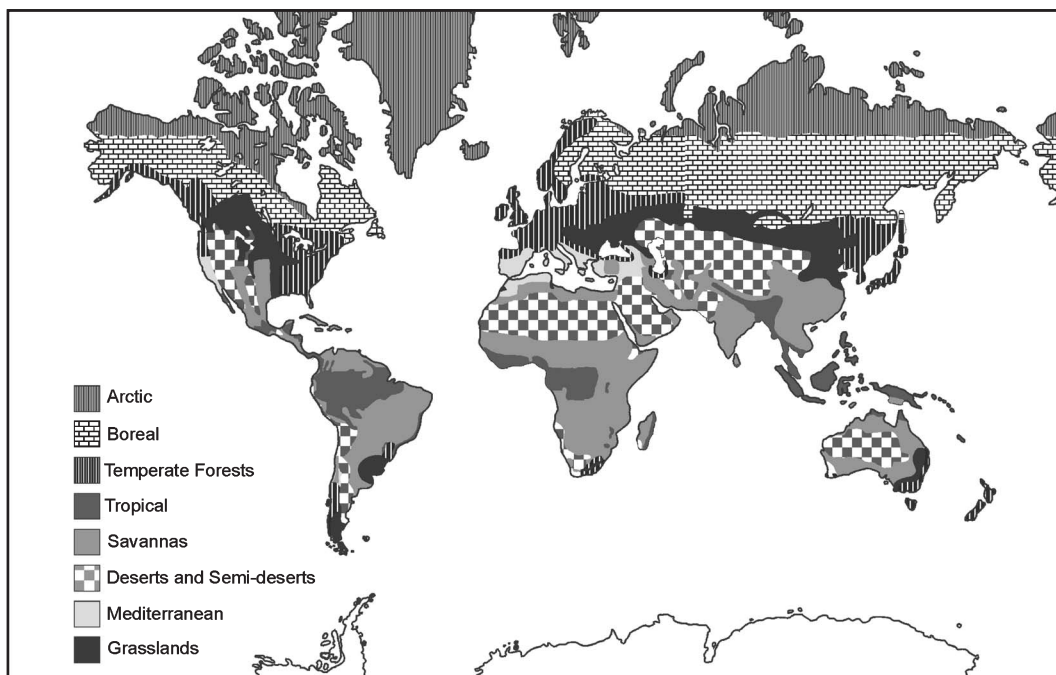 Arctic
Boreal
Temperate Forests
Tropical
Savannas
Deserts and Semi-deserts
Mediterranean
Grasslands